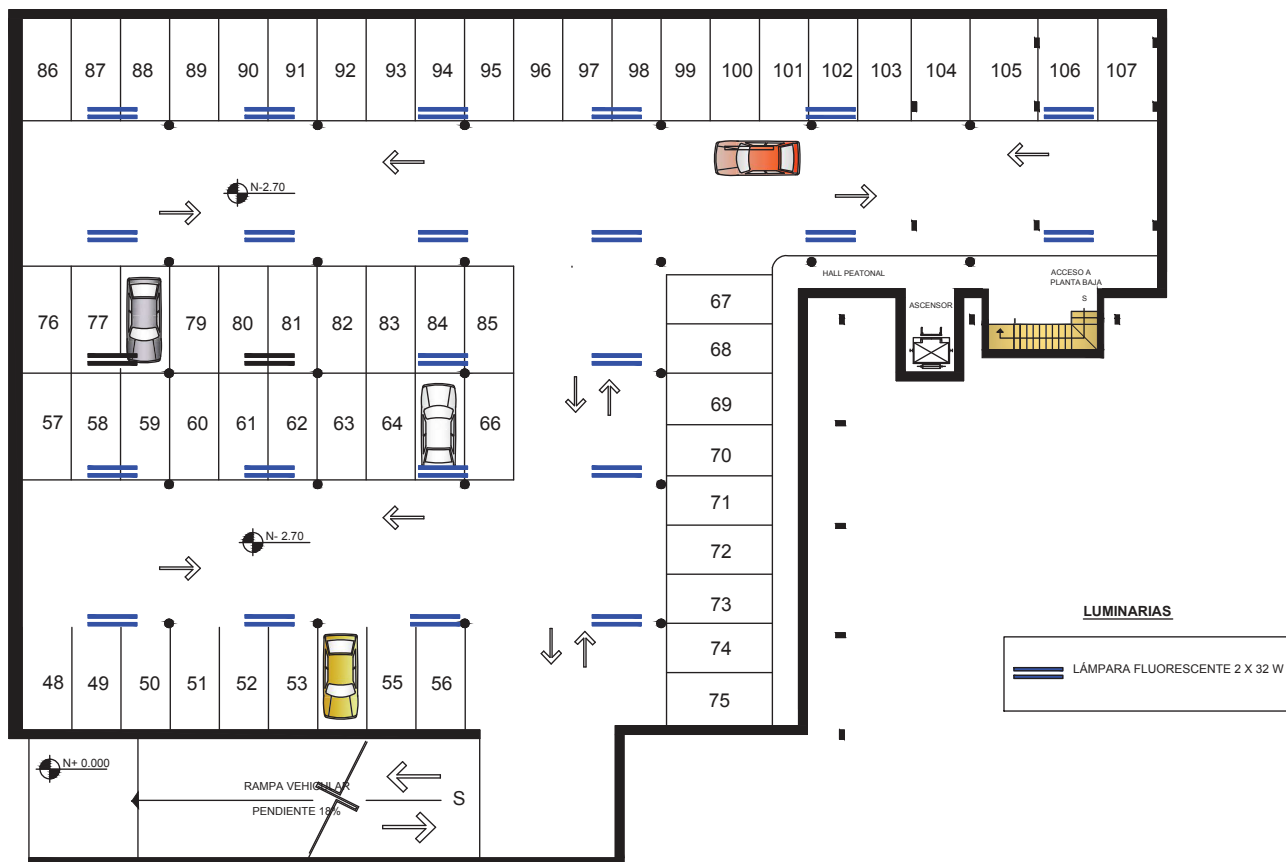 86 87 88 89 90 91 92 93 94 95 96 97 98 99 100 101 102 103 104 105 106 107
N-2.70
HALL PEATONAL
ACCESO A
PLANTA BAJA
S
ASCENSOR
76 77 79 80 81 82 83 84 85
67
68
57 58 59 60 61 62 63 64 66
69
70
71
N- 2.70
72
73
74
75
48 49 50 51 52 53 55 56
LUMINARIAS
LÁMPARA FLUORESCENTE 2 X 32 W
N+ 0.000
RAMPA VEHICULAR
PENDIENTE 18%
S